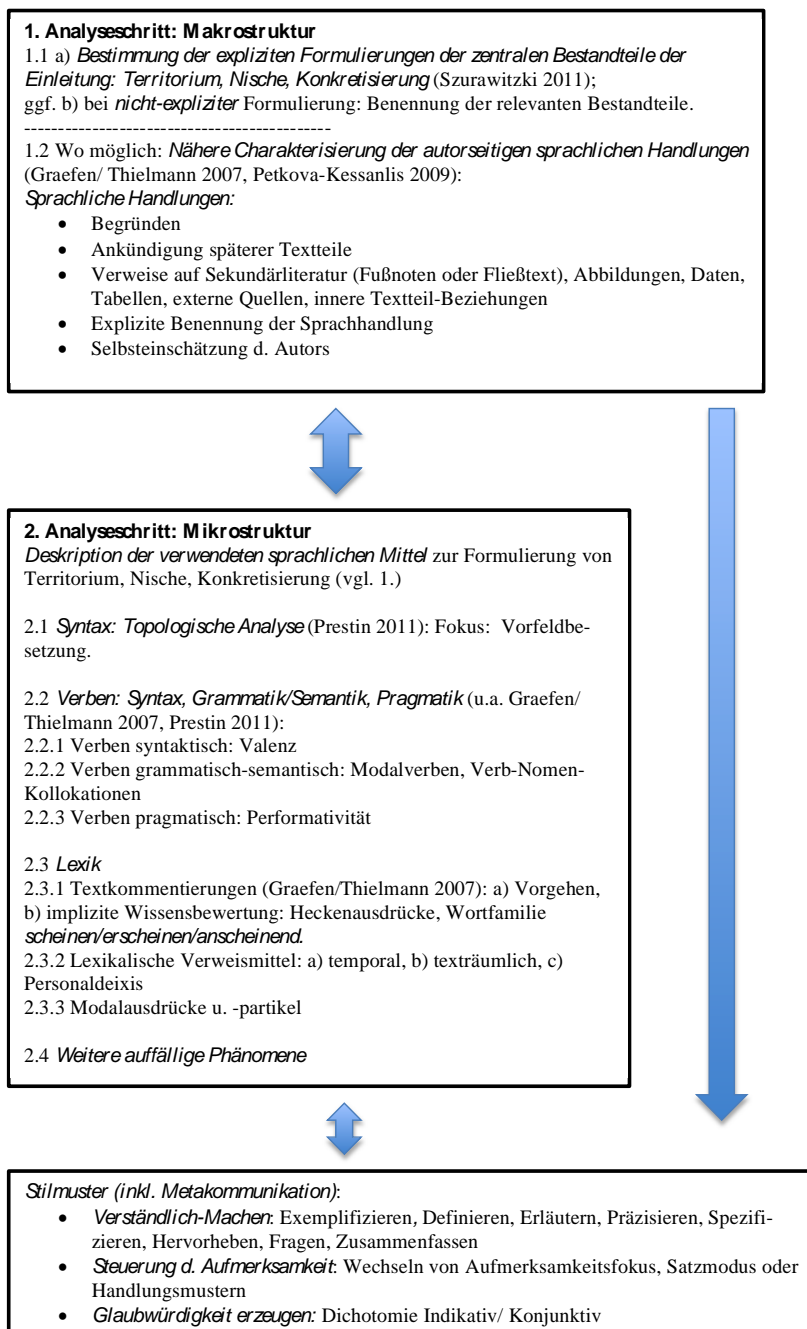 1. Analyseschritt: Makrostruktur
1.1 a) Bestimmung der expliziten Formulierungen der zentralen Bestandteile der
Einleitung: Territorium, Nische, Konkretisierung (Szurawitzki 2011);
ggf. b) bei nicht-expliziter Formulierung: Benennung der relevanten Bestandteile.
---------------------------------------------
1.2 Wo möglich: Nähere Charakterisierung der autorseitigen sprachlichen Handlungen
(Graefen/ Thielmann 2007, Petkova-Kessanlis 2009):
Sprachliche Handlungen:
• Begründen
• Ankündigung späterer Textteile
• Verweise auf Sekundärliteratur (Fußnoten oder Fließtext), Abbildungen, Daten,
Tabellen, externe Quellen, innere Textteil-Beziehungen
• Explizite Benennung der Sprachhandlung
• Selbsteinschätzung d. Autors
2. Analyseschritt: Mikrostruktur
Deskription der verwendeten sprachlichen Mittel zur Formulierung von
Territorium, Nische, Konkretisierung (vgl. 1.)
2.1 Syntax: Topologische Analyse (Prestin 2011): Fokus: Vorfeldbe-
setzung.
2.2 Verben: Syntax, Grammatik/Semantik, Pragmatik (u.a. Graefen/
Thielmann 2007, Prestin 2011):
2.2.1 Verben syntaktisch: Valenz
2.2.2 Verben grammatisch-semantisch: Modalverben, Verb-Nomen-
Kollokationen
2.2.3 Verben pragmatisch: Performativität
2.3 Lexik
2.3.1 Textkommentierungen (Graefen/Thielmann 2007): a) Vorgehen,
b) implizite Wissensbewertung: Heckenausdrücke, Wortfamilie
scheinen/erscheinen/anscheinend.
2.3.2 Lexikalische Verweismittel: a) temporal, b) texträumlich, c)
Personaldeixis
2.3.3 Modalausdrücke u. -partikel
2.4 Weitere auffällige Phänomene
Stilmuster (inkl. Metakommunikation):
• Verständlich-Machen: Exemplifizieren, Definieren, Erläutern, Präzisieren, Spezifi-
zieren, Hervorheben, Fragen, Zusammenfassen
• Steuerung d. Aufmerksamkeit: Wechseln von Aufmerksamkeitsfokus, Satzmodus oder
Handlungsmustern
• Glaubwürdigkeit erzeugen: Dichotomie Indikativ/ Konjunktiv